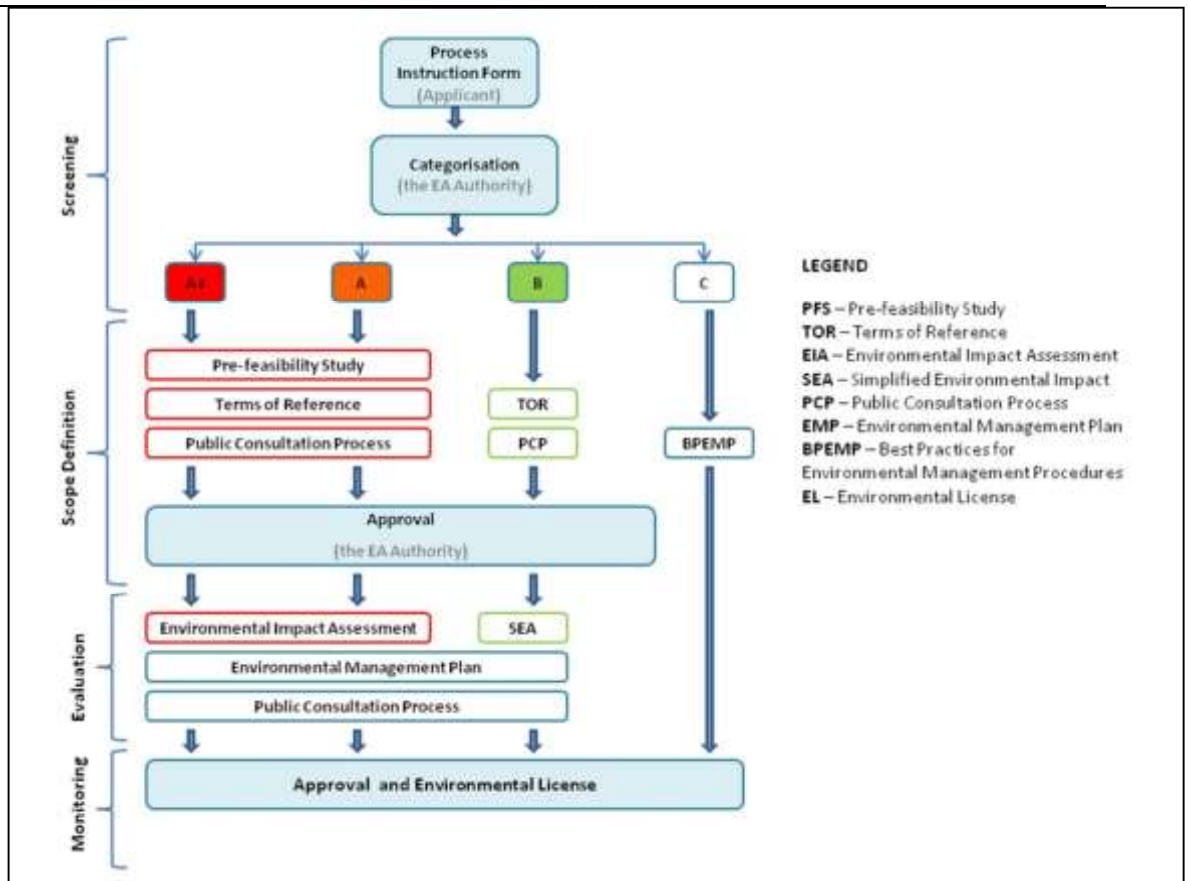 Process
Instruction Form
(Applicant)
Screening
Categorisation
(the EA Authority)
A+
A
B
C
LEGEND
PFS – Pre-feasibility Study
TOR – Terms of Reference
EIA – Environmental Impact Assessment
SEA – Simplified Environmental Impact
PCP – Public Consultation Process
EMP – Environmental Management Plan
BPEMP – Best Practices for
Environmental Management Procedures
EL – Environmental License
Scope Definition
Pre-feasibility Study
Terms of Reference
TOR
Public Consultation Process
PCP
BPEMP
Approval
(the EA Authority)
Evaluation
Environmental Impact Assessment
SEA
Environmental Management Plan
Public Consultation Process
Monitoring
Approval and Environmental License